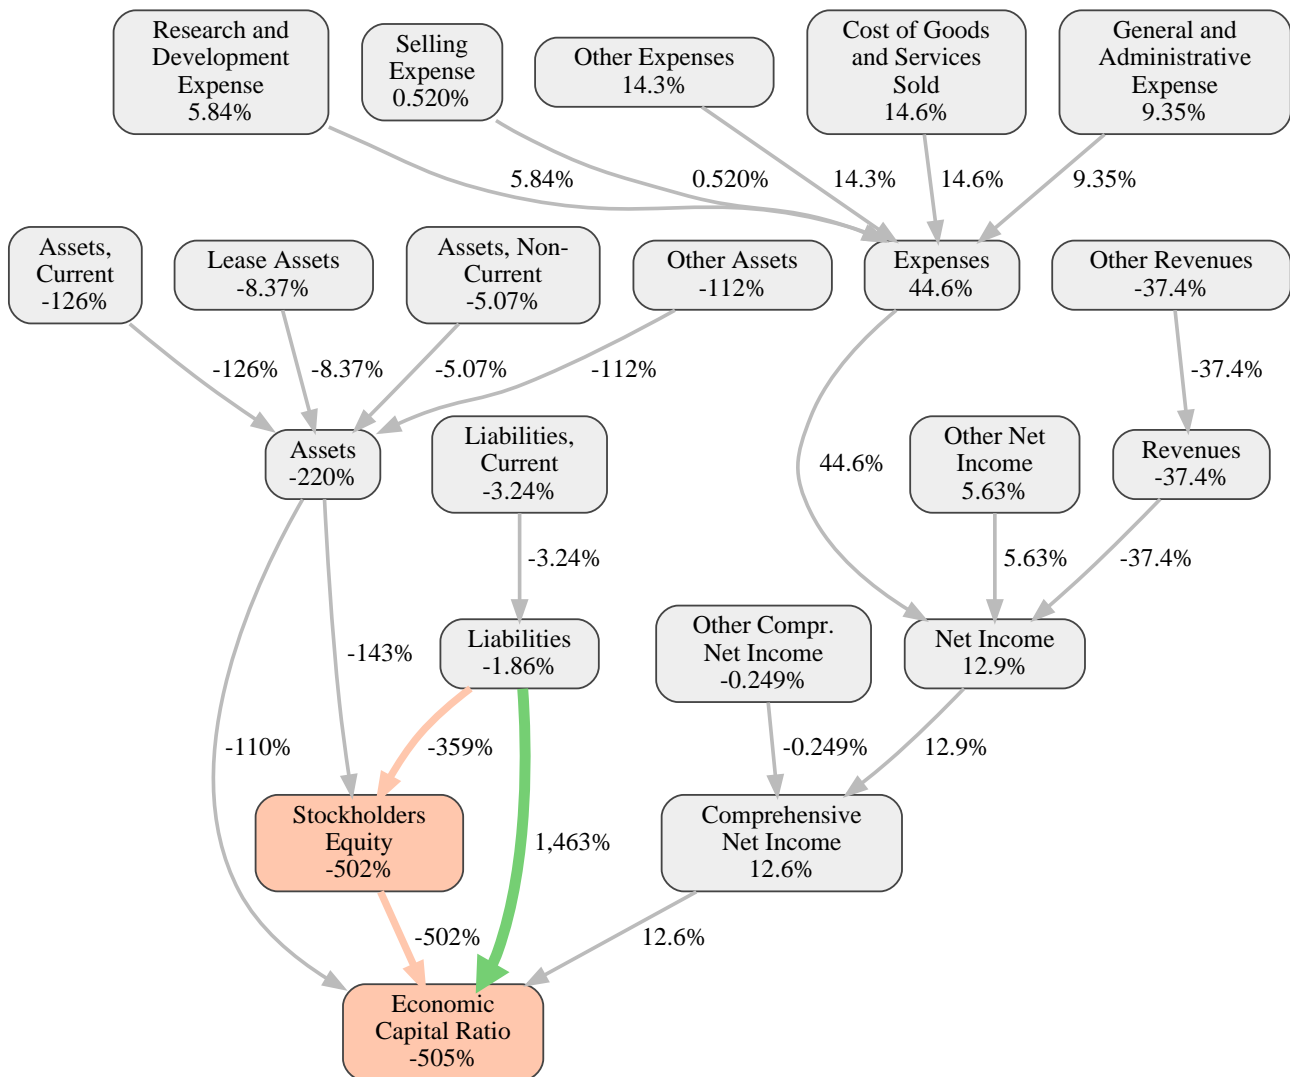 Research and
Development
Expense
5.84%
Selling
Expense
0.520%
Other Expenses
14.3%
Cost of Goods
and Services
Sold
14.6%
General and
Administrative
Expense
9.35%
5.84%
0.520%
14.3%
14.6%
9.35%
Assets,
Current
-126%
Lease Assets
-8.37%
Assets, Non-
Current
-5.07%
Other Assets
-112%
Expenses
44.6%
Other Revenues
-37.4%
-126%
-8.37%
-5.07%
-112%
-37.4%
Assets
-220%
Liabilities,
Current
-3.24%
44.6%
Other Net
Income
5.63%
Revenues
-37.4%
-3.24%
5.63%
-37.4%
Liabilities
-1.86%
Other Compr.
Net Income
-0.249%
Net Income
12.9%
-143%
-110%
-359%
-0.249%
12.9%
Stockholders
Equity
-502%
1,463%
Comprehensive
Net Income
12.6%
-502%
12.6%
Economic
Capital Ratio
-505%